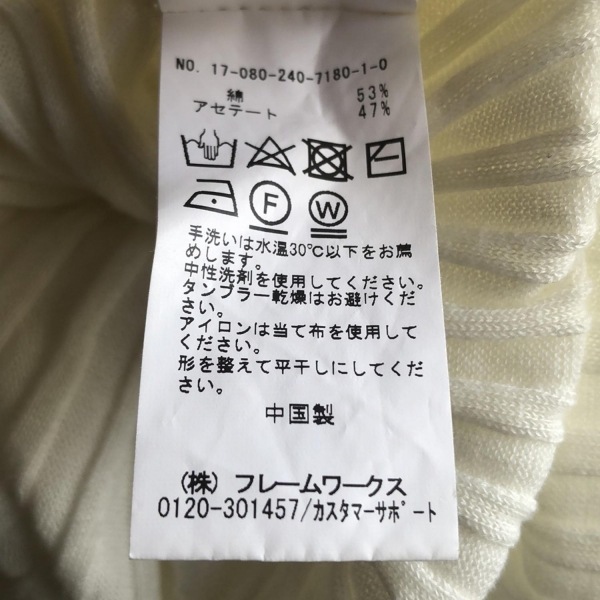 NO. 17-080-240-7180-1-0
綿 53%
アセテート 47%
F W
手洗いは水温30℃以下をお薦
めします。
中性洗剤を使用してください。
タンブラー乾燥はお避けくだ
さい。
アイロンは当て布を使用して
ください。
形を整えて平干しにしてくだ
さい。
中国製
(株) フレームワークス
0120-301457/カスタマーサポート